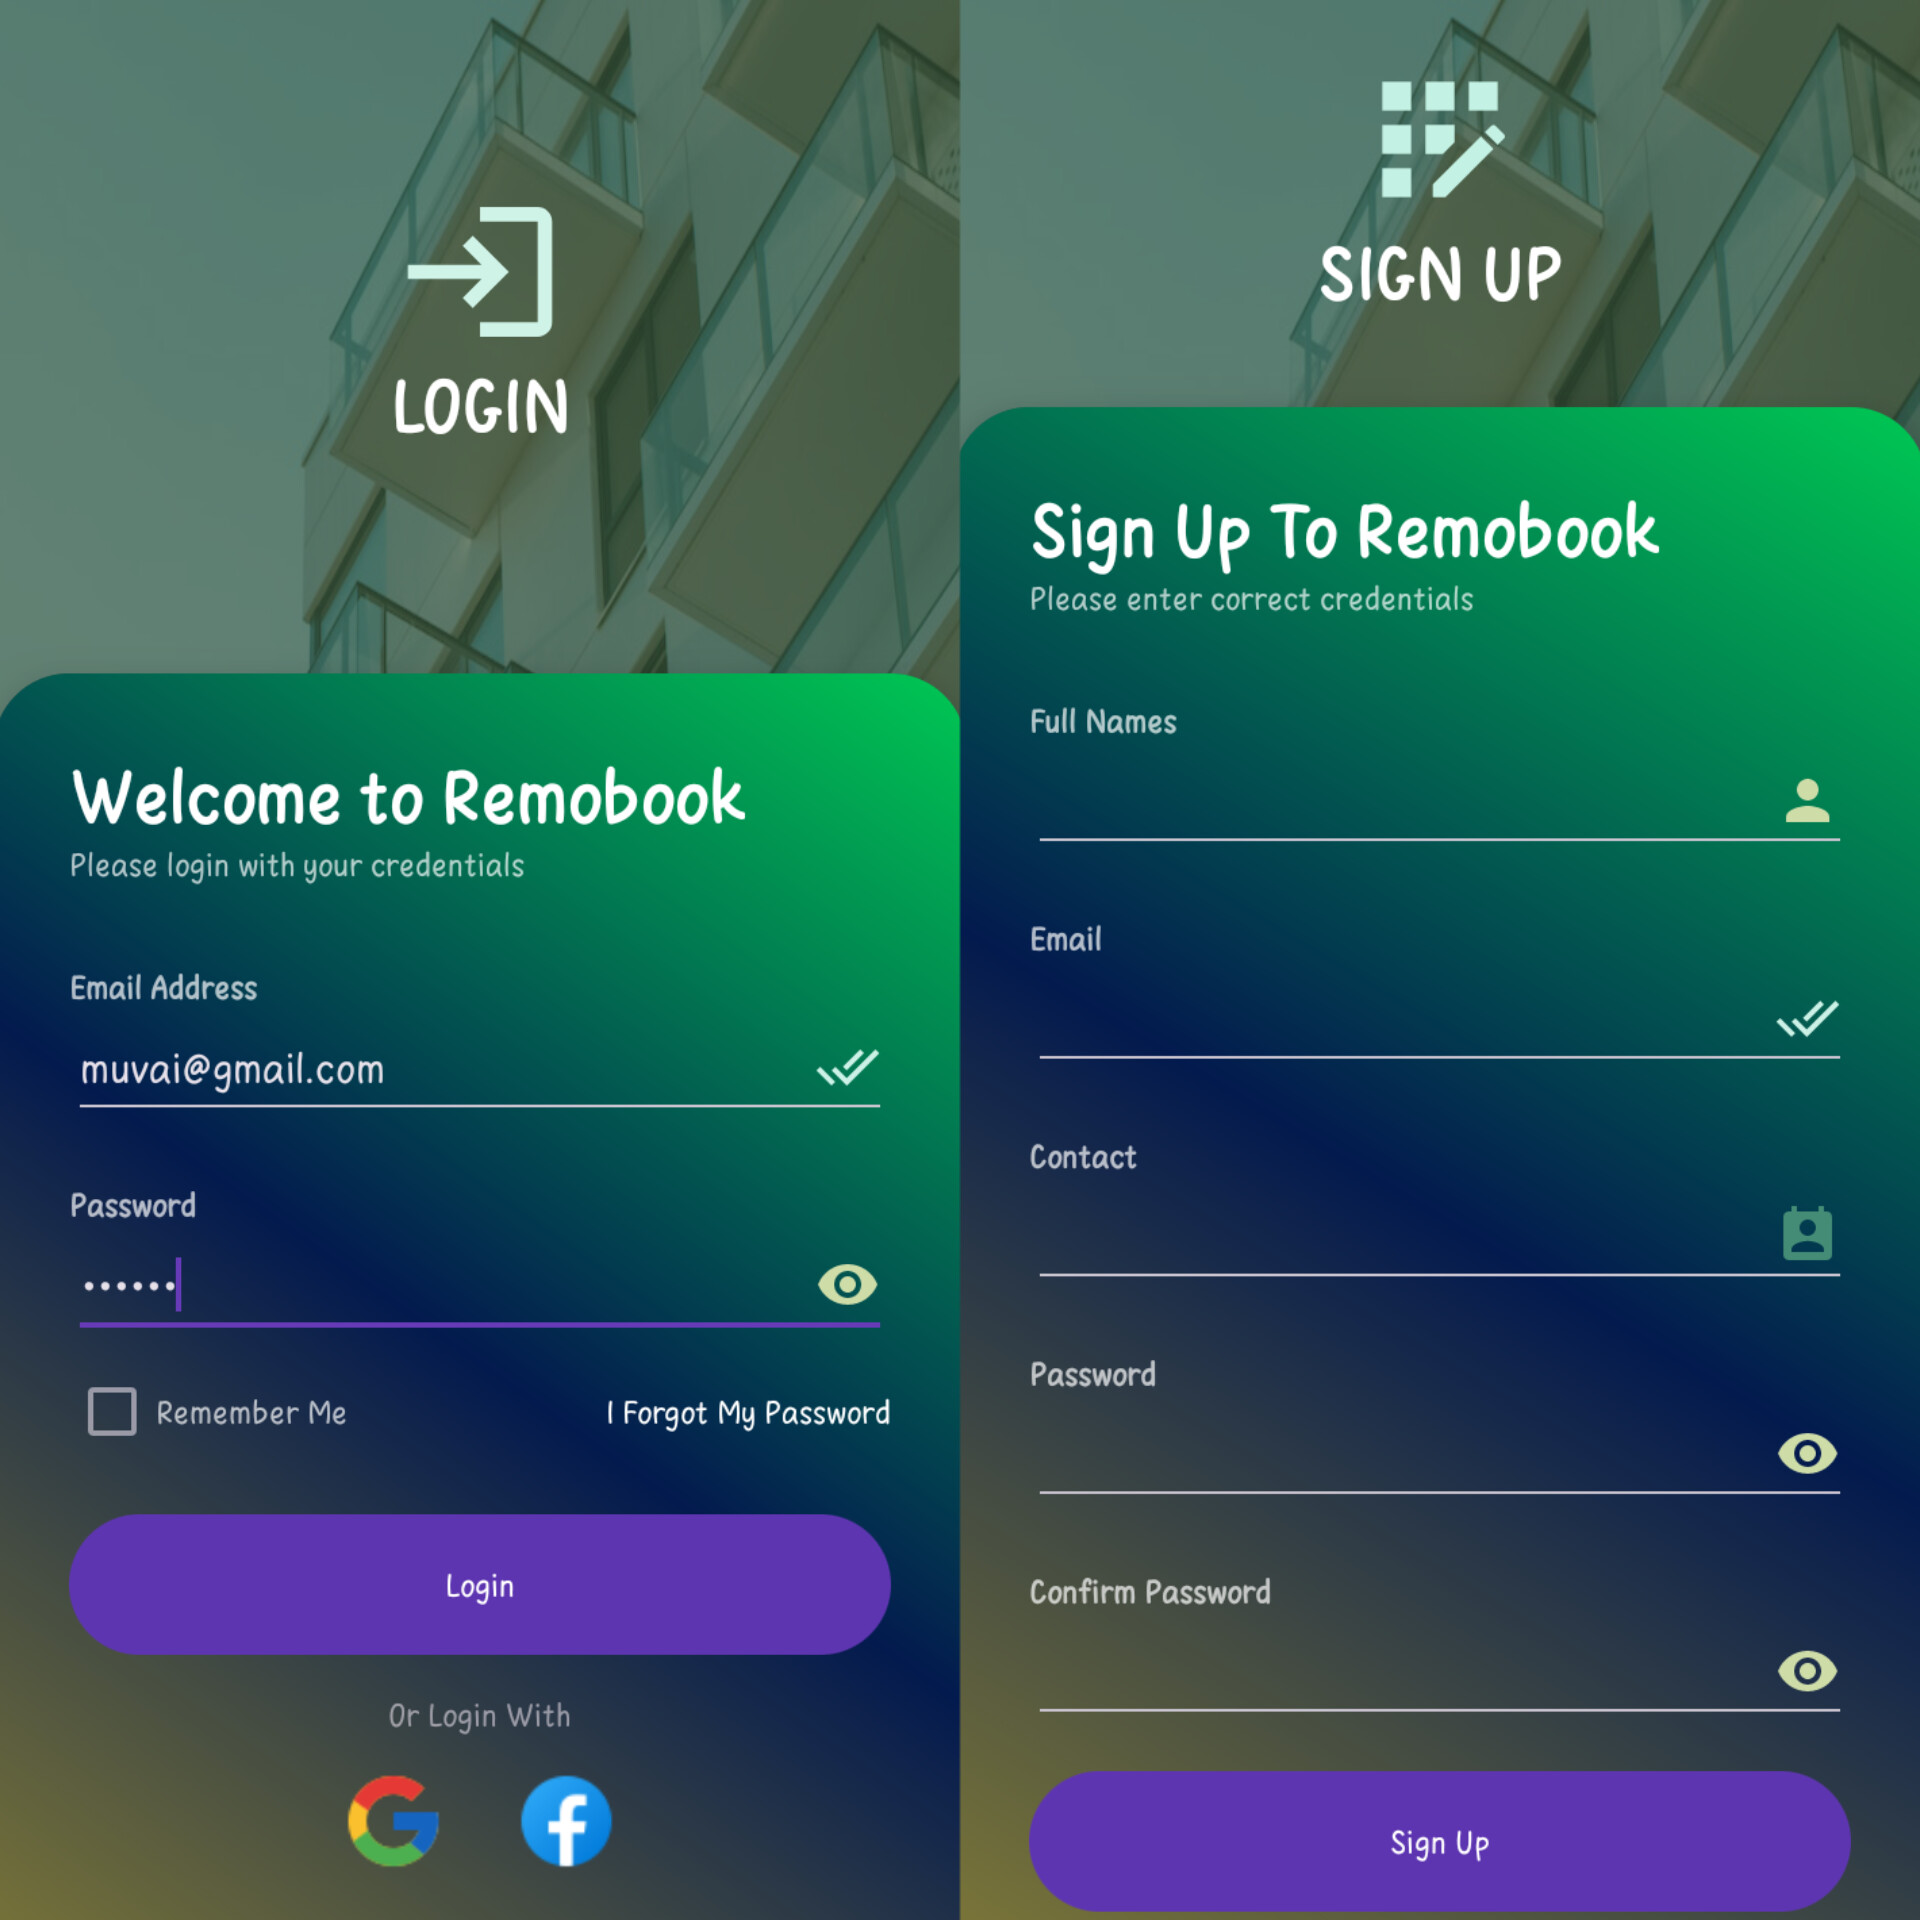 LOGIN
Welcome to Remobook
Please login with your credentials
Email Address
muvai@gmail.com
Password
••••••
Remember Me
I Forgot My Password
Login
Or Login With
SIGN UP
Sign Up To Remobook
Please enter correct credentials
Full Names
Email
Contact
Password
Confirm Password
Sign Up